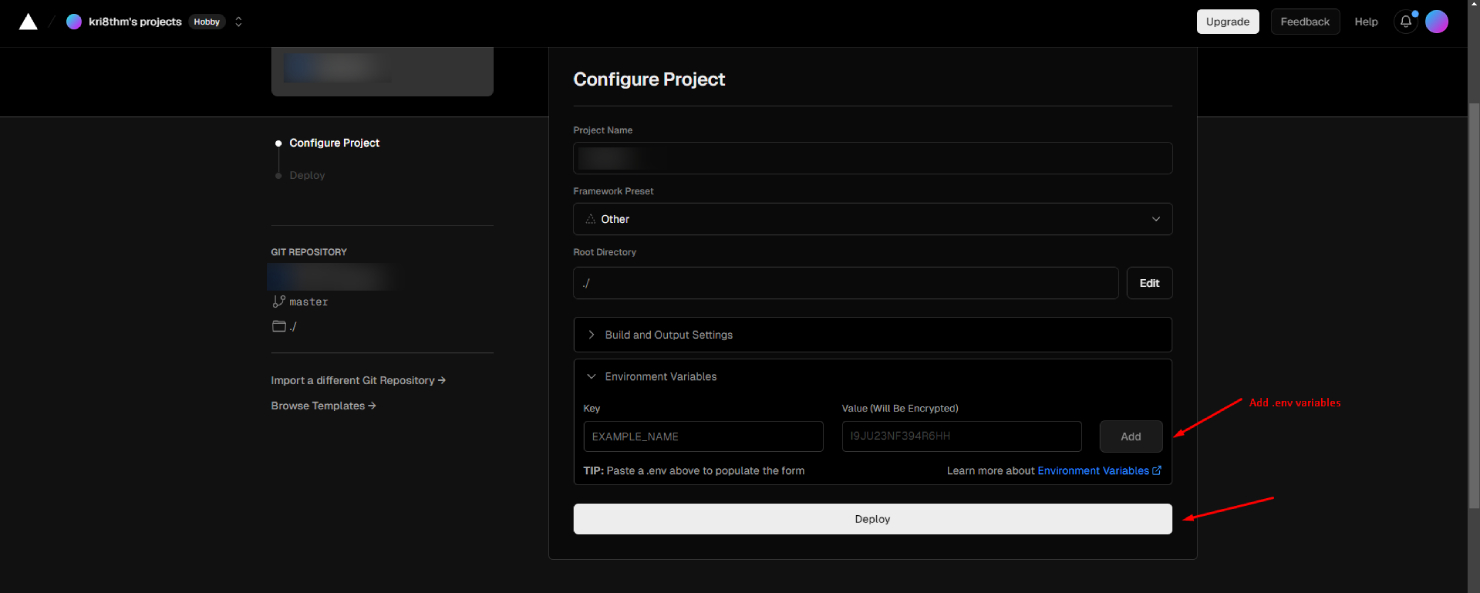 kri8thm's projects Hobby
Upgrade Feedback Help
Configure Project
Deploy
GIT REPOSITORY
master
./
Import a different Git Repository →
Browse Templates →
Configure Project
Project Name
Framework Preset
Other
Root Directory
./ Edit
Build and Output Settings
Environment Variables
Key Value (Will Be Encrypted)
EXAMPLE_NAME I9JU23NF394R6HH Add
TIP: Paste a .env above to populate the form Learn more about Environment Variables
Deploy
Add .env variables